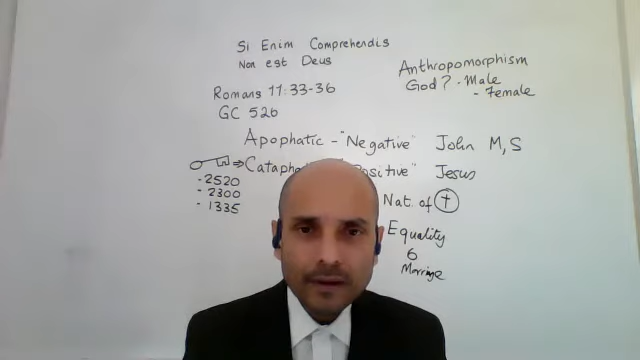 Si Enim Comprehendis
Non est Deus
Anthropomorphism
God? - Male
- Female
Romans 11:33-36
GC 526
Apophatic - "Negative" John M, S
⇒ Positive" Jesus
- 2520
- 2300
- 1335
Nat. of †
Equality
6
Marriage